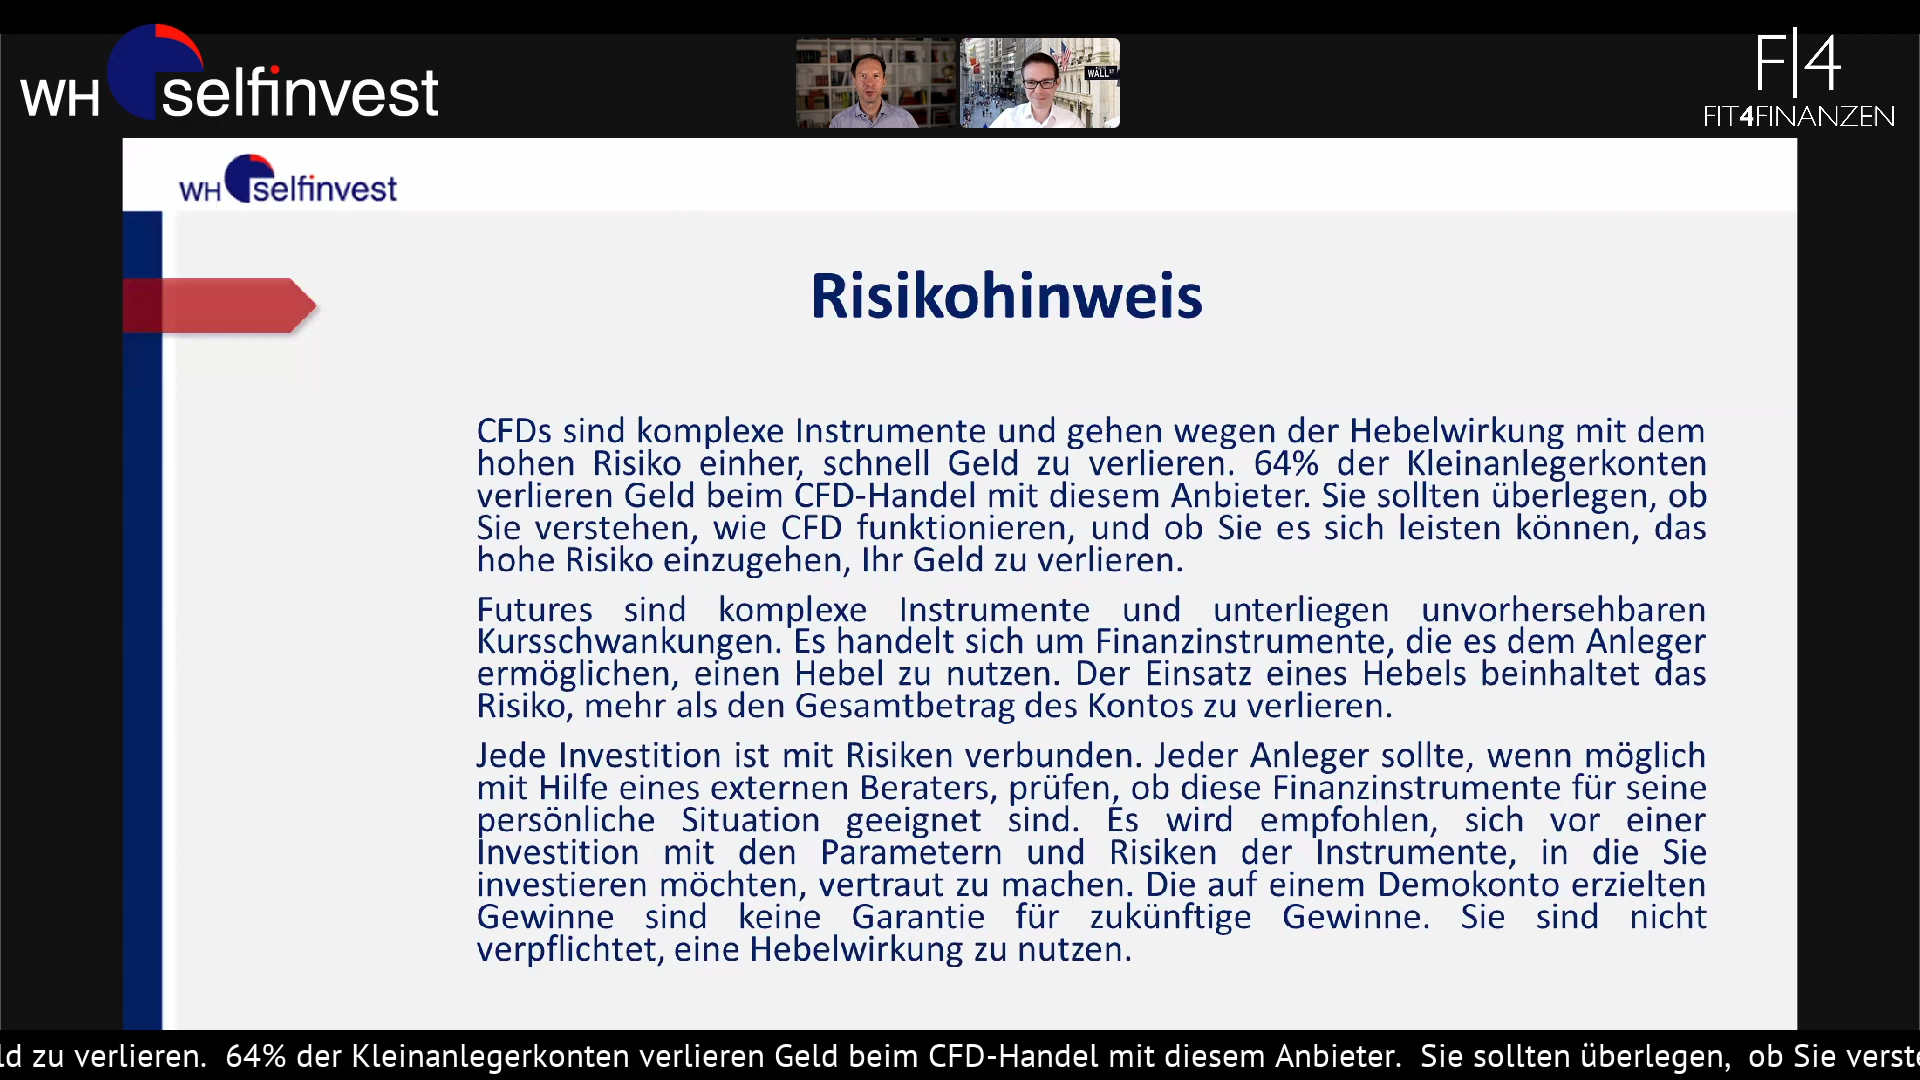 WH selfinvest
WALL ST
F|4
FIT4FINANZEN
WH selfinvest
Risikohinweis
CFDs sind komplexe Instrumente und gehen wegen der Hebelwirkung mit dem
hohen Risiko einher, schnell Geld zu verlieren. 64% der Kleinanlegerkonten
verlieren Geld beim CFD-Handel mit diesem Anbieter. Sie sollten überlegen, ob
Sie verstehen, wie CFD funktionieren, und ob Sie es sich leisten können, das
hohe Risiko einzugehen, Ihr Geld zu verlieren.
Futures sind komplexe Instrumente und unterliegen unvorhersehbaren
Kursschwankungen. Es handelt sich um Finanzinstrumente, die es dem Anleger
ermöglichen, einen Hebel zu nutzen. Der Einsatz eines Hebels beinhaltet das
Risiko, mehr als den Gesamtbetrag des Kontos zu verlieren.
Jede Investition ist mit Risiken verbunden. Jeder Anleger sollte, wenn möglich
mit Hilfe eines externen Beraters, prüfen, ob diese Finanzinstrumente für seine
persönliche Situation geeignet sind. Es wird empfohlen, sich vor einer
Investition mit den Parametern und Risiken der Instrumente, in die Sie
investieren möchten, vertraut zu machen. Die auf einem Demokonto erzielten
Gewinne sind keine Garantie für zukünftige Gewinne. Sie sind nicht
verpflichtet, eine Hebelwirkung zu nutzen.
ld zu verlieren. 64% der Kleinanlegerkonten verlieren Geld beim CFD-Handel mit diesem Anbieter. Sie sollten überlegen, ob Sie verste